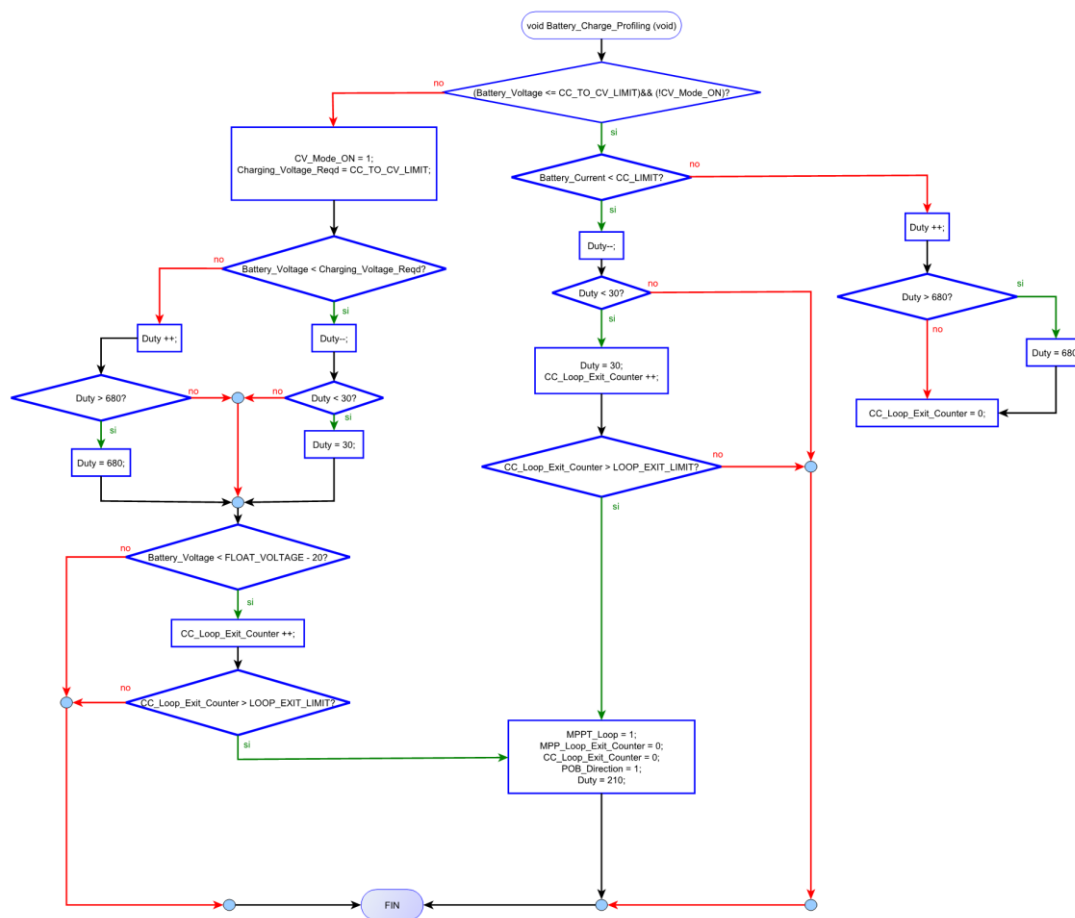 void Battery_Charge_Profiling (void)
(Battery_Voltage <= CC_TO_CV_LIMIT)&& (!CV_Mode_ON)?
no
si
CV_Mode_ON = 1;
Charging_Voltage_Reqd = CC_TO_CV_LIMIT;
Battery_Current < CC_LIMIT?
no
si
Duty ++;
Duty--;
Battery_Voltage < Charging_Voltage_Reqd?
no
si
Duty < 30?
no
si
Duty > 680?
si
no
Duty ++;
Duty--;
Duty = 680
Duty = 30;
CC_Loop_Exit_Counter ++;
Duty > 680?
no
si
no
Duty < 30?
si
CC_Loop_Exit_Counter = 0;
Duty = 680;
Duty = 30;
CC_Loop_Exit_Counter > LOOP_EXIT_LIMIT?
no
si
Battery_Voltage < FLOAT_VOLTAGE - 20?
no
si
CC_Loop_Exit_Counter ++;
CC_Loop_Exit_Counter > LOOP_EXIT_LIMIT?
no
si
MPPT_Loop = 1;
MPP_Loop_Exit_Counter = 0;
CC_Loop_Exit_Counter = 0;
POB_Direction = 1;
Duty = 210;
FIN